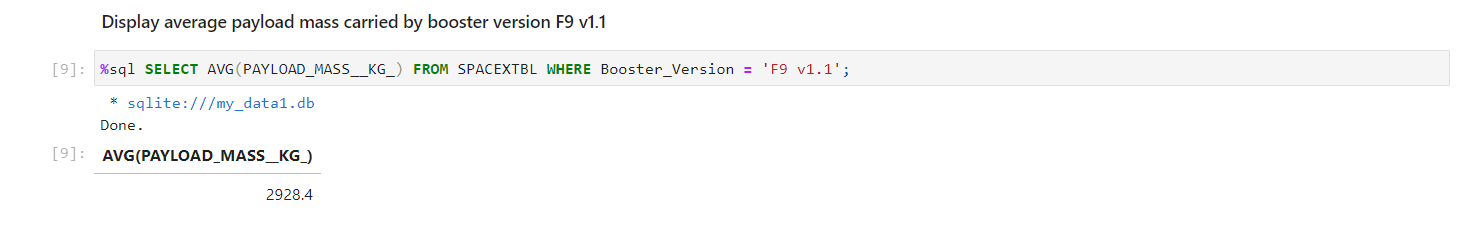 Display average payload mass carried by booster version F9 v1.1
[9]: %sql SELECT AVG(PAYLOAD_MASS__KG_) FROM SPACEXTBL WHERE Booster_Version = 'F9 v1.1';
* sqlite:///my_data1.db
Done.
[9]: AVG(PAYLOAD_MASS__KG_)
2928.4